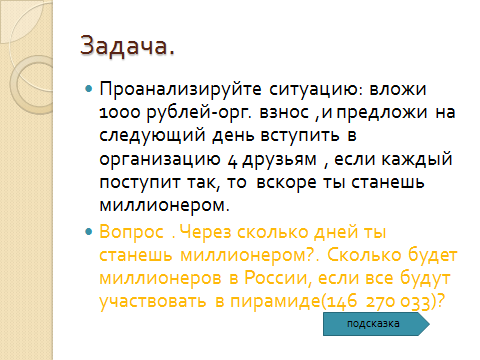 Задача.
Проанализируйте ситуацию: вложи
1000 рублей-орг. взнос ,и предложи на
следующий день вступить в
организацию 4 друзьям , если каждый
поступит так, то вскоре ты станешь
миллионером.
Вопрос . Через сколько дней ты
станешь миллионером?. Сколько будет
миллионеров в России, если все будут
участвовать в пирамиде(146 270 033)?
подсказка